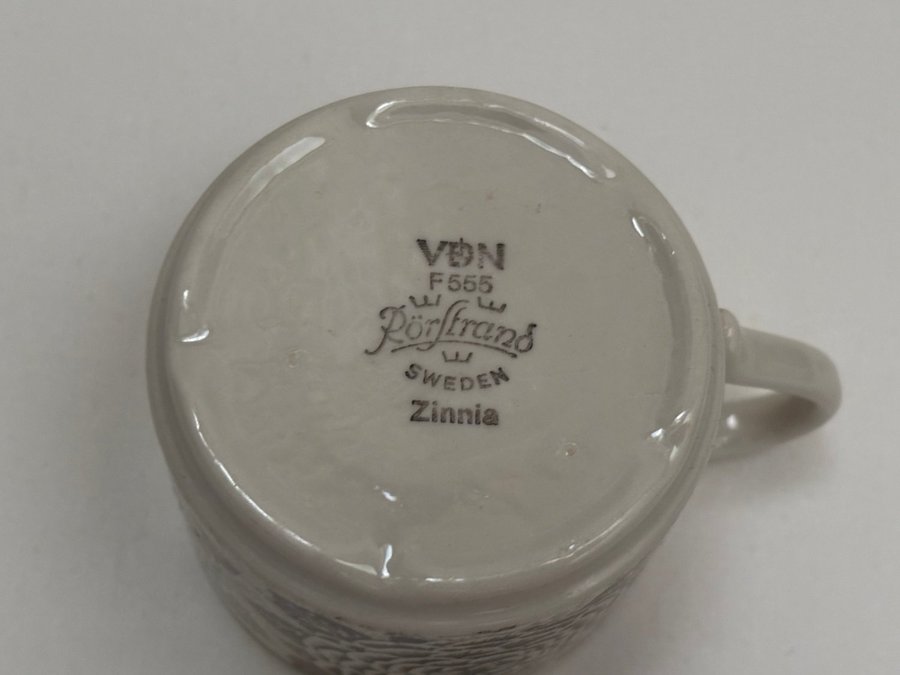 VDN
F555
Rörstrand
SWEDEN
Zinnia